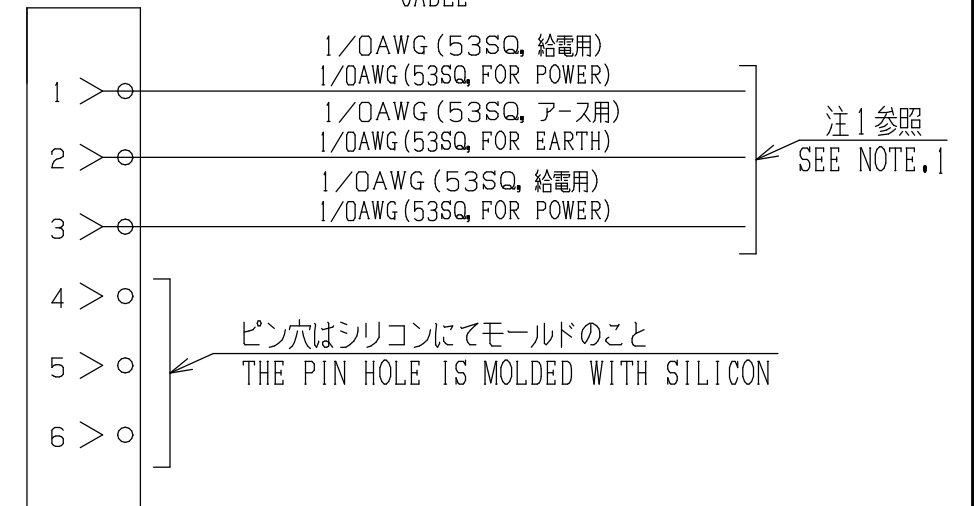 CABLE
1/0AWG(53SQ, 給電用)
1/0AWG(53SQ, FOR POWER)
1
1/0AWG(53SQ, アース用)
1/0AWG(53SQ, FOR EARTH)
2
1/0AWG(53SQ, 給電用)
1/0AWG(53SQ, FOR POWER)
3
注1参照
SEE NOTE.1
4
ピン穴はシリコンにてモールドのこと
THE PIN HOLE IS MOLDED WITH SILICON
5
6